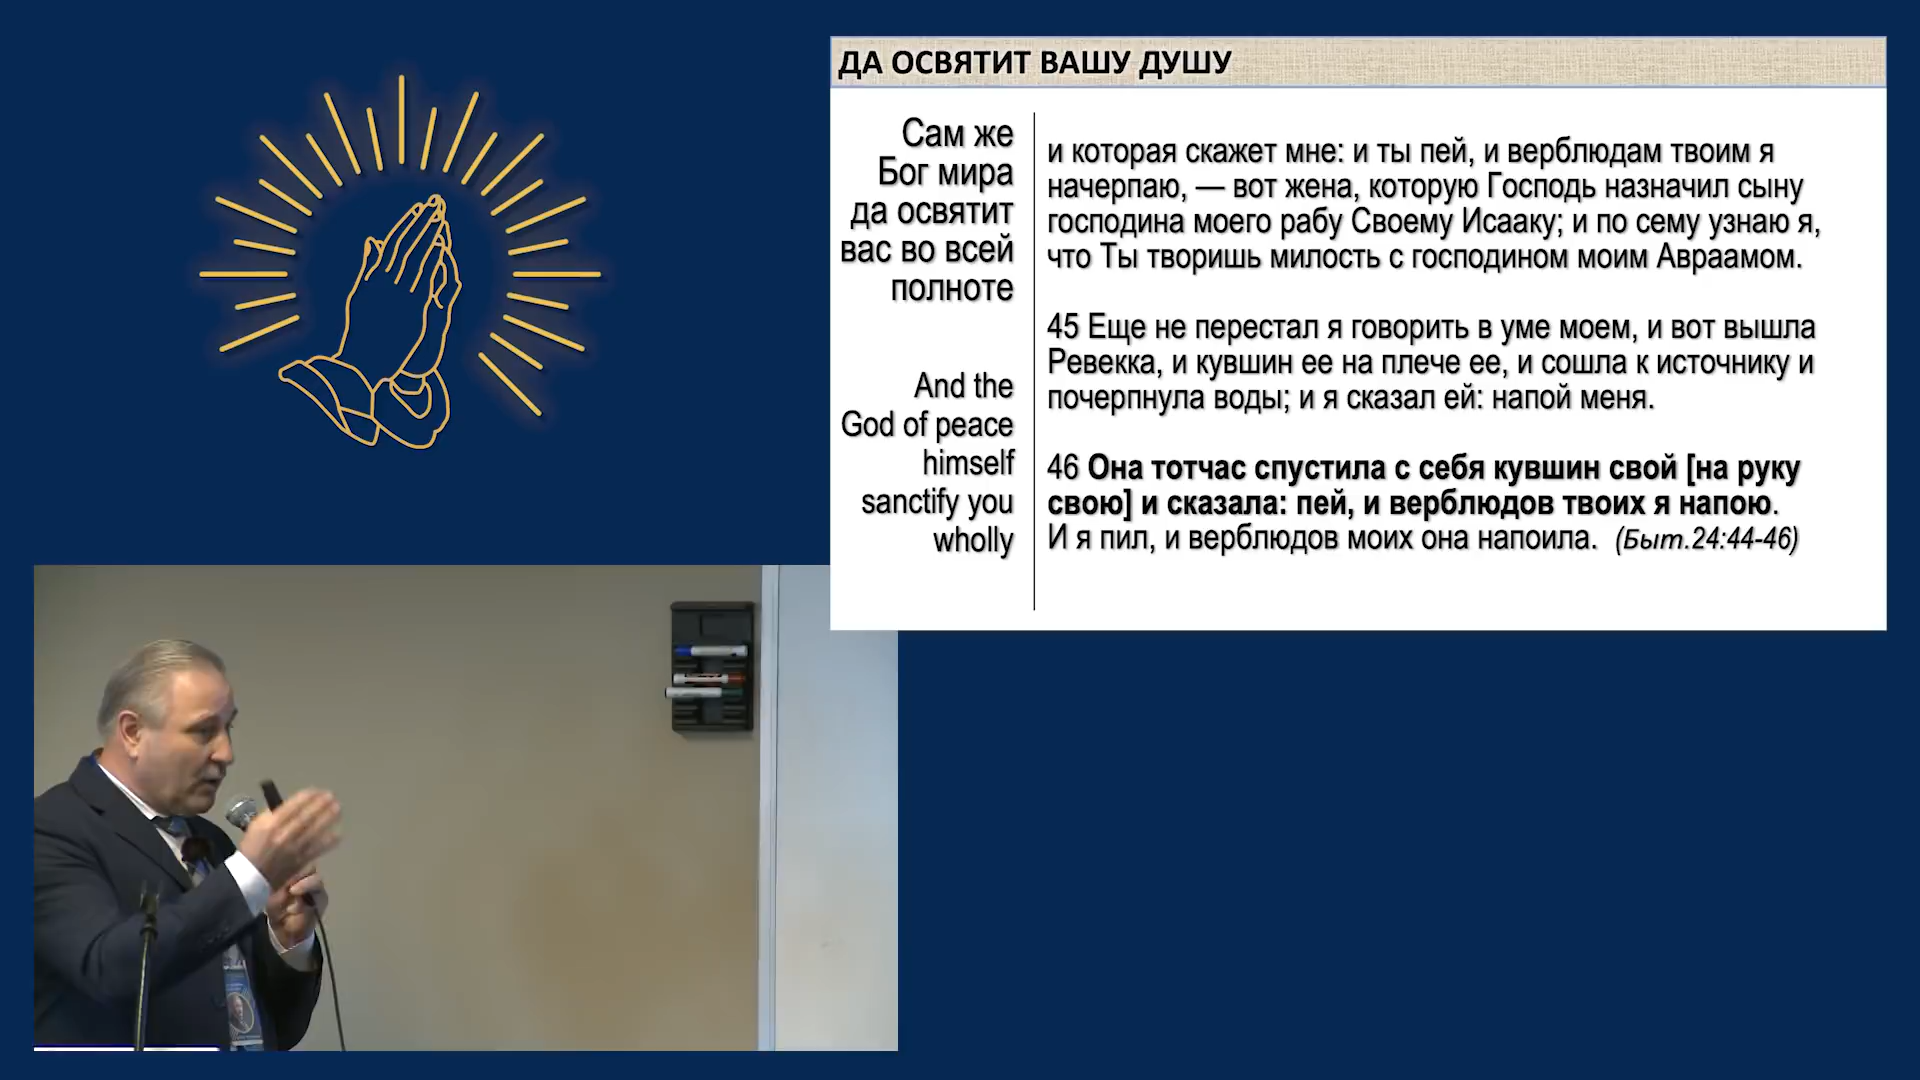 ДА ОСВЯТИТ ВАШУ ДУШУ
Сам же
Бог мира
да освятит
вас во всей
полноте
And the
God of peace
himself
sanctify you
wholly
и которая скажет мне: и ты пей, и верблюдам твоим я
начерпаю, — вот жена, которую Господь назначил сыну
господина моего рабу Своему Исааку; и по сему узнаю я,
что Ты творишь милость с господином моим Авраамом.
45 Еще не перестал я говорить в уме моем, и вот вышла
Ревекка, и кувшин ее на плече ее, и сошла к источнику и
почерпнула воды; и я сказал ей: напой меня.
46 Она тотчас спустила с себя кувшин свой [на руку
свою] и сказала: пей, и верблюдов твоих я напою.
И я пил, и верблюдов моих она напоила. (Быт.24:44-46)